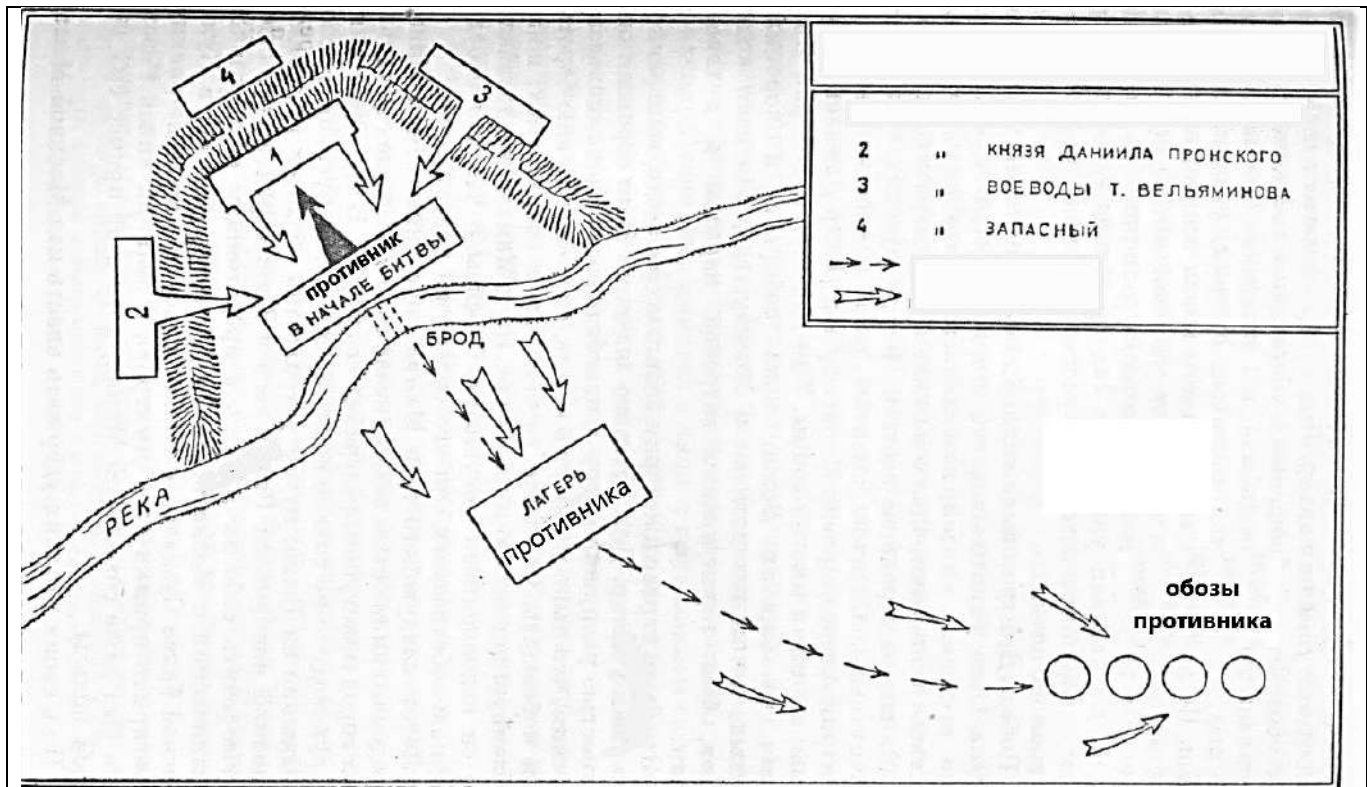 4
3
1
2
противник
В НАЧАЛЕ БИТВЫ
БРОД
РЕКА
ЛАГЕРЬ
противника
обозы
противника
2 " КНЯЗЯ ДАНИИЛА ПРОНСКОГО
3 " ВОЕВОДЫ Т. ВЕЛЬЯМИНОВА
4 " ЗАПАСНЫЙ